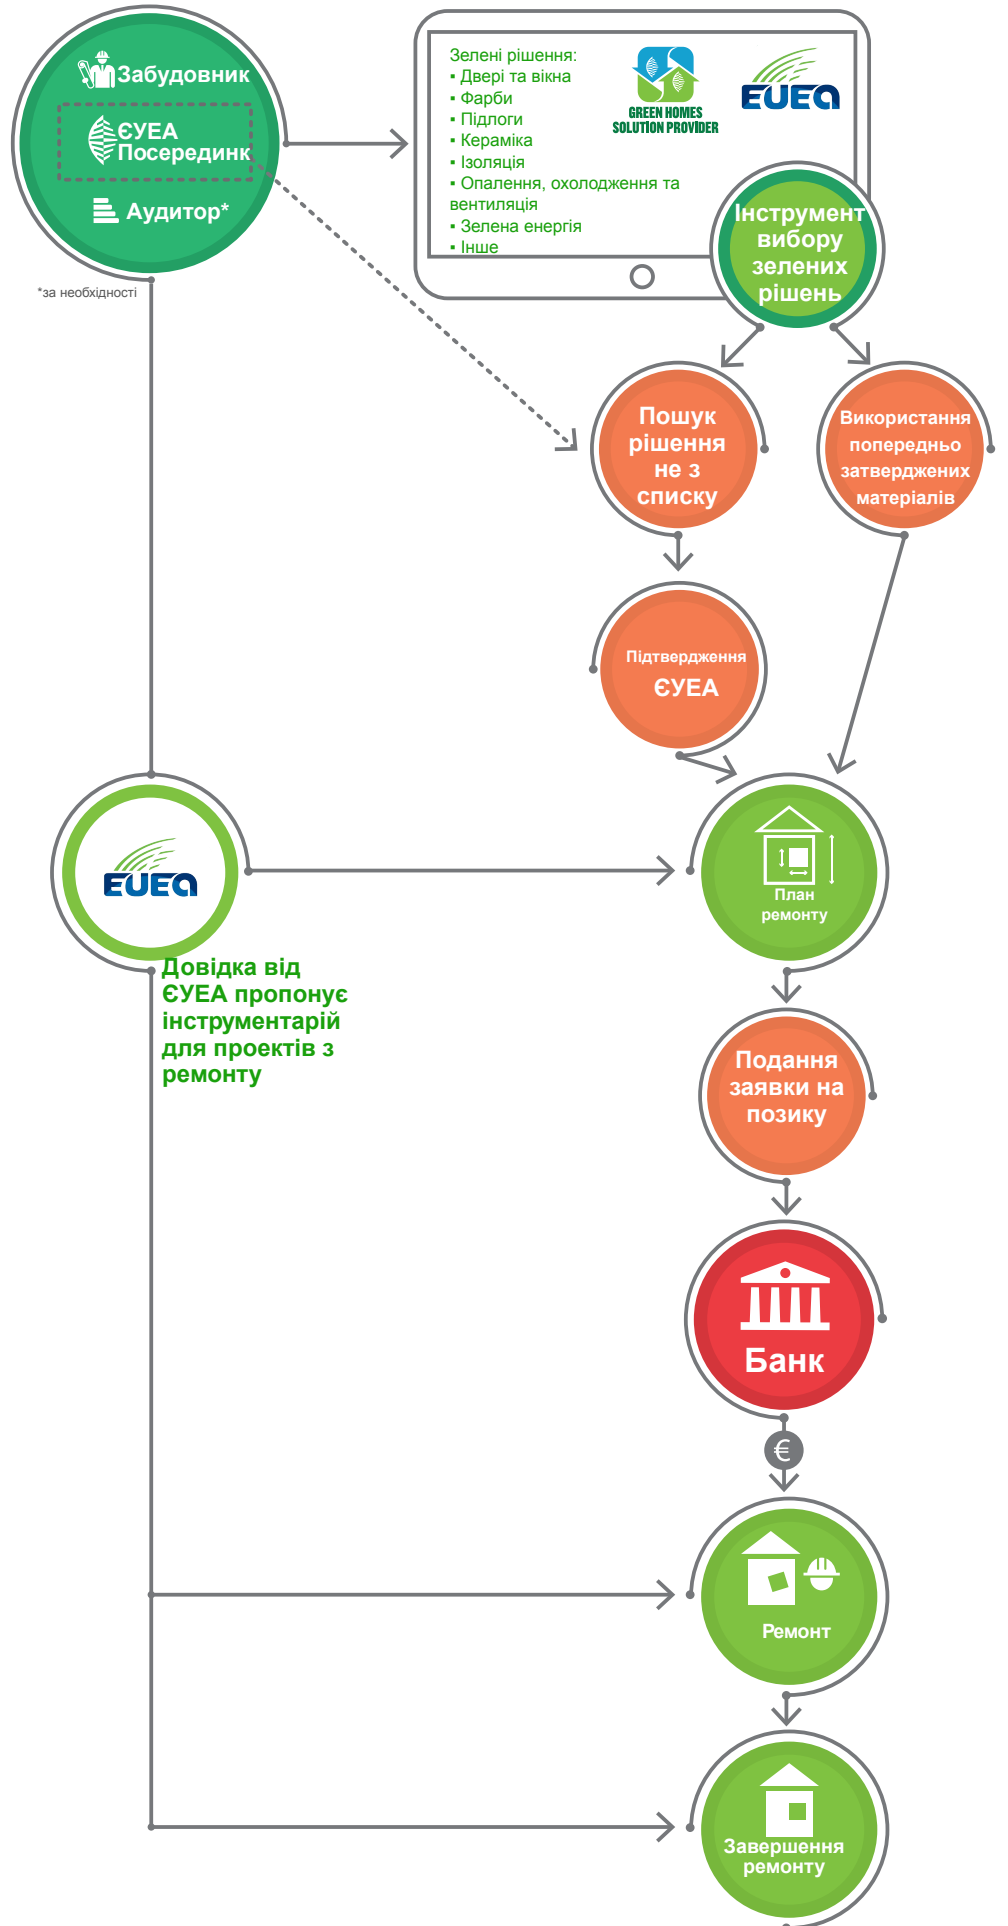 Забудовник
ЄУЕА
Посерединк
Аудитор*
*за необхідності
Зелені рішення:
▪ Двері та вікна
▪ Фарби
▪ Підлоги
▪ Кераміка
▪ Ізоляція
▪ Опалення, охолодження та
вентиляція
▪ Зелена енергія
▪ Інше
GREEN HOMES
SOLUTION PROVIDER
EUEA
Інструмент
вибору
зелених
рішень
Пошук
рішення
не з
списку
Використання
попередньо
затверджених
матеріалів
Підтвердження
ЄУЕА
EUEA
Довідка від
ЄУЕА пропонує
інструментарій
для проектів з
ремонту
План
ремонту
Подання
заявки на
позику
Банк
€
Ремонт
Завершення
ремонту